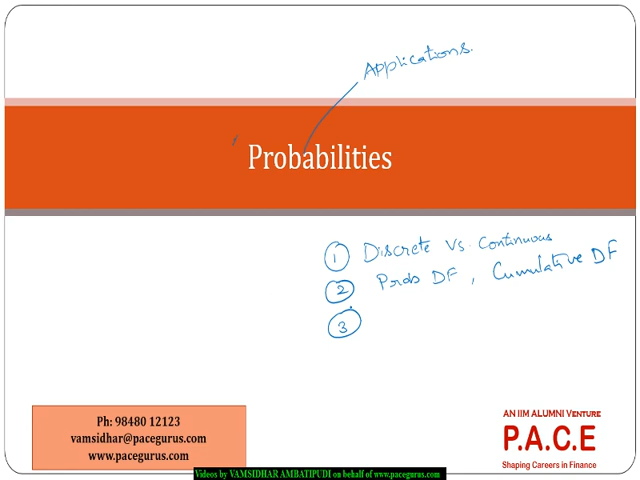 Applications.
Probabilities
1 Discrete Vs. Continuous
2 Prob DF, Cumulative DF
3
Ph: 98480 12123
vamsidhar@pacegurus.com
www.pacegurus.com
AN IIM ALUMNI VENTURE
P.A.C.E
Shaping Careers in Finance
Videos by VAMSIDHAR AMBATIPUDI on behalf of www.pacegurus.com